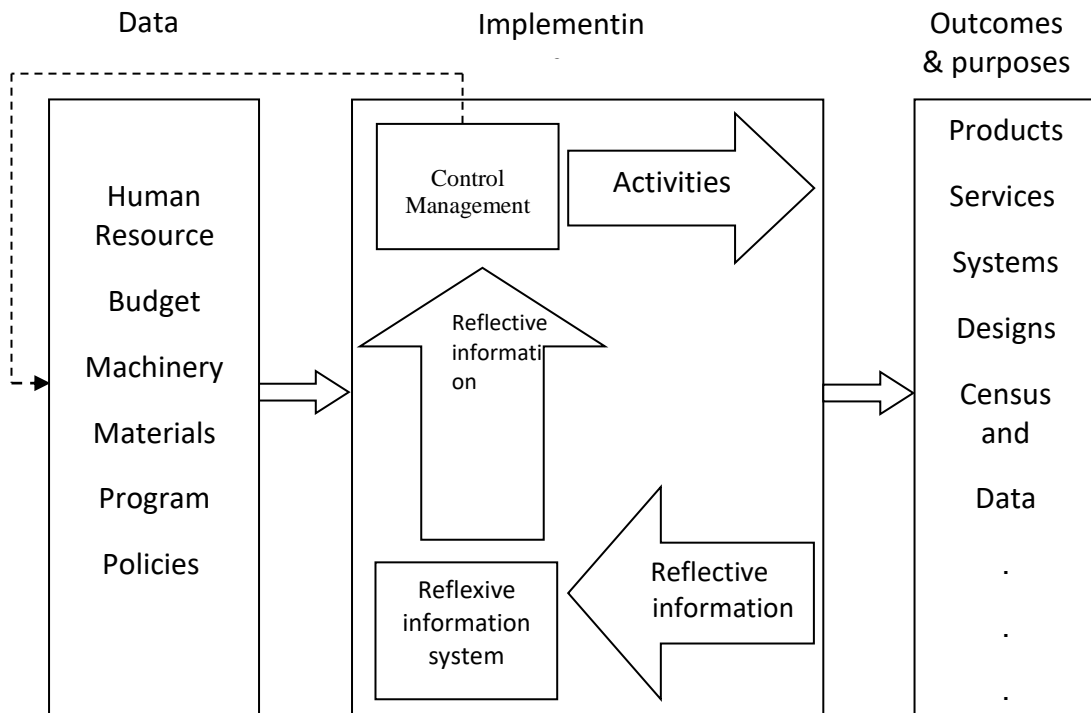 Data
Implementin
Outcomes
& purposes
Human
Resource
Budget
Machinery
Materials
Program
Policies
Control
Management
Activities
Reflective
informati
on
Reflexive
information
system
Reflective
information
Products
Services
Systems
Designs
Census
and
Data
.
.
.